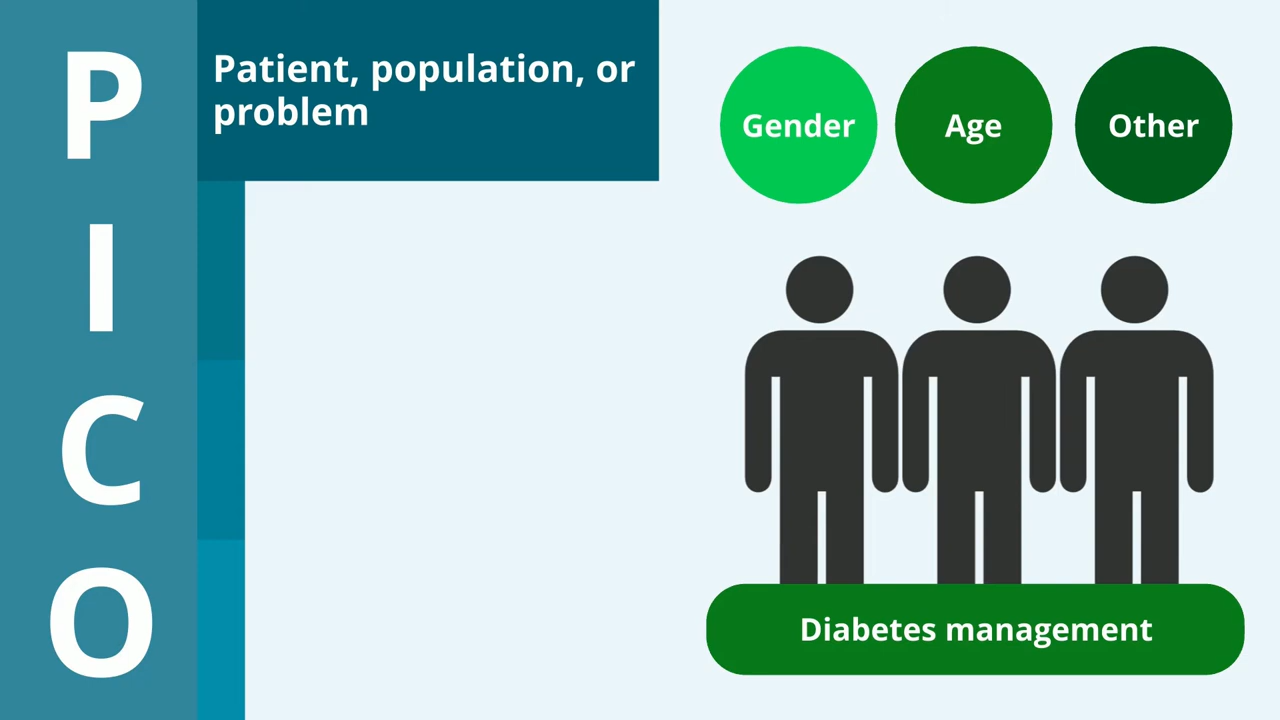 P
I
C
O
Patient, population, or
problem
Gender
Age
Other
Diabetes management